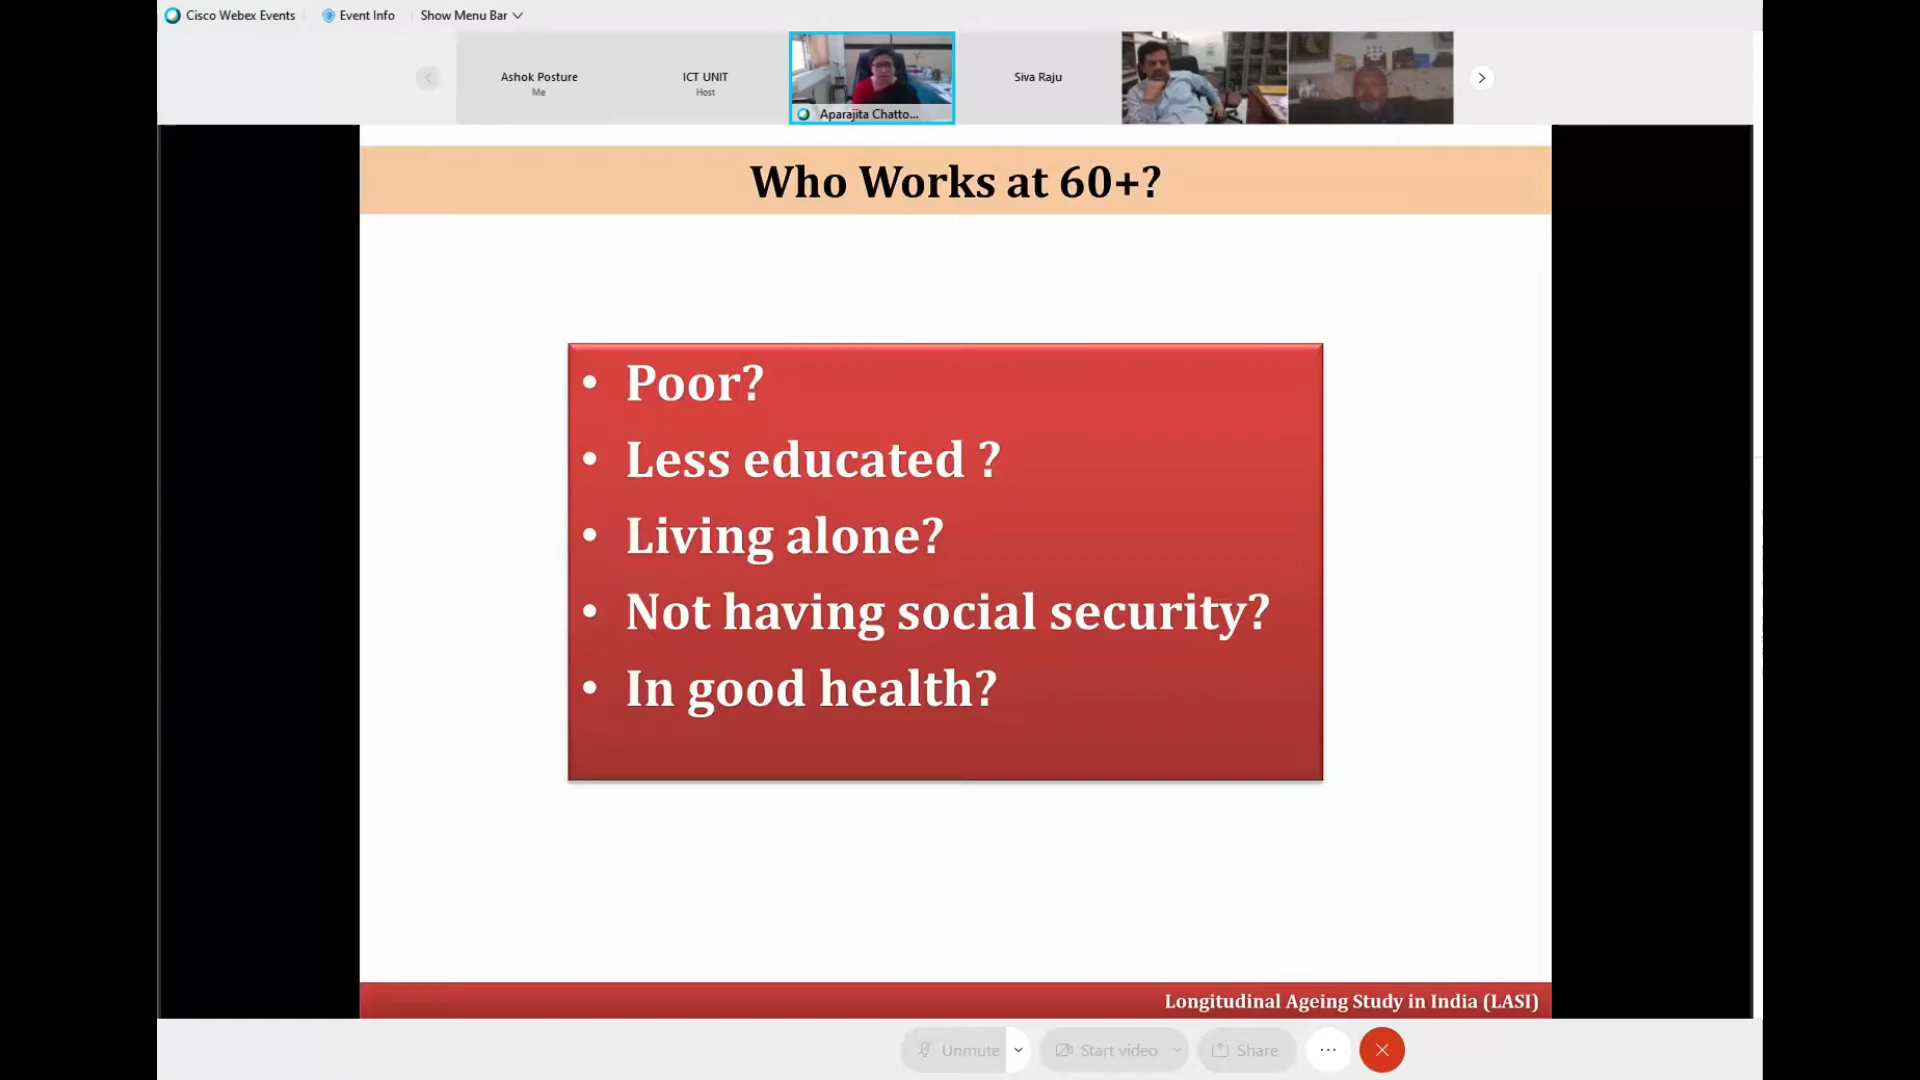 Cisco Webex Events
Event Info
Show Menu Bar
Ashok Posture
Me
ICT UNIT
Host
Aparajita Chatto...
Siva Raju
Who Works at 60+?
• Poor?
• Less educated ?
• Living alone?
• Not having social security?
• In good health?
Longitudinal Ageing Study in India (LASI)
Unmute
Start video
Share